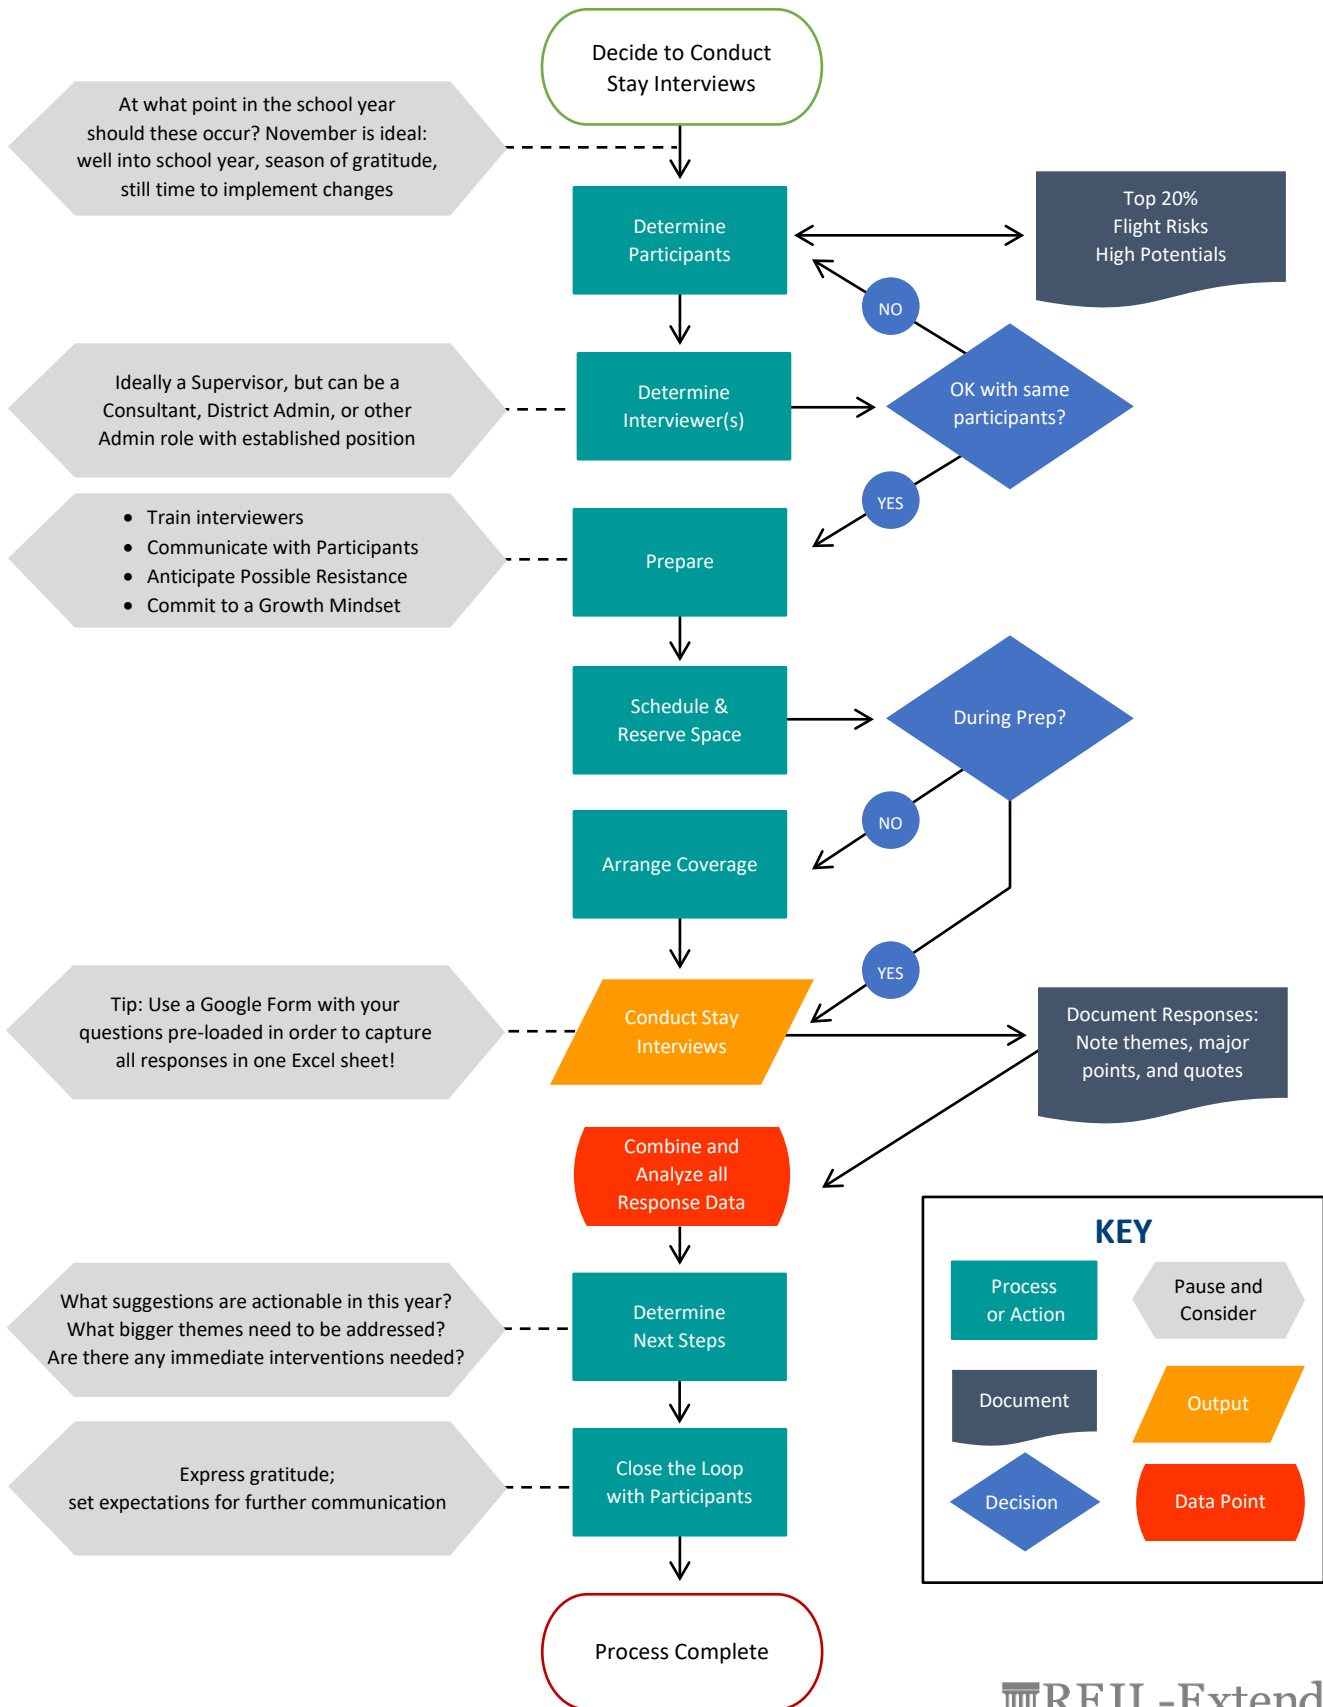 Decide to Conduct
Stay Interviews
At what point in the school year
should these occur? November is ideal:
well into school year, season of gratitude,
still time to implement changes
Determine
Participants
Top 20%
Flight Risks
High Potentials
NO
Ideally a Supervisor, but can be a
Consultant, District Admin, or other
Admin role with established position
Determine
Interviewer(s)
OK with same
participants?
YES
• Train interviewers
• Communicate with Participants
• Anticipate Possible Resistance
• Commit to a Growth Mindset
Prepare
Schedule &
Reserve Space
During Prep?
NO
Arrange Coverage
YES
Tip: Use a Google Form with your
questions pre-loaded in order to capture
all responses in one Excel sheet!
Conduct Stay
Interviews
Document Responses:
Note themes, major
points, and quotes
Combine and
Analyze all
Response Data
What suggestions are actionable in this year?
What bigger themes need to be addressed?
Are there any immediate interventions needed?
Determine
Next Steps
Express gratitude;
set expectations for further communication
Close the Loop
with Participants
Process Complete
KEY
Process
or Action
Pause and
Consider
Document
Output
Decision
Data Point
REIL-Extend